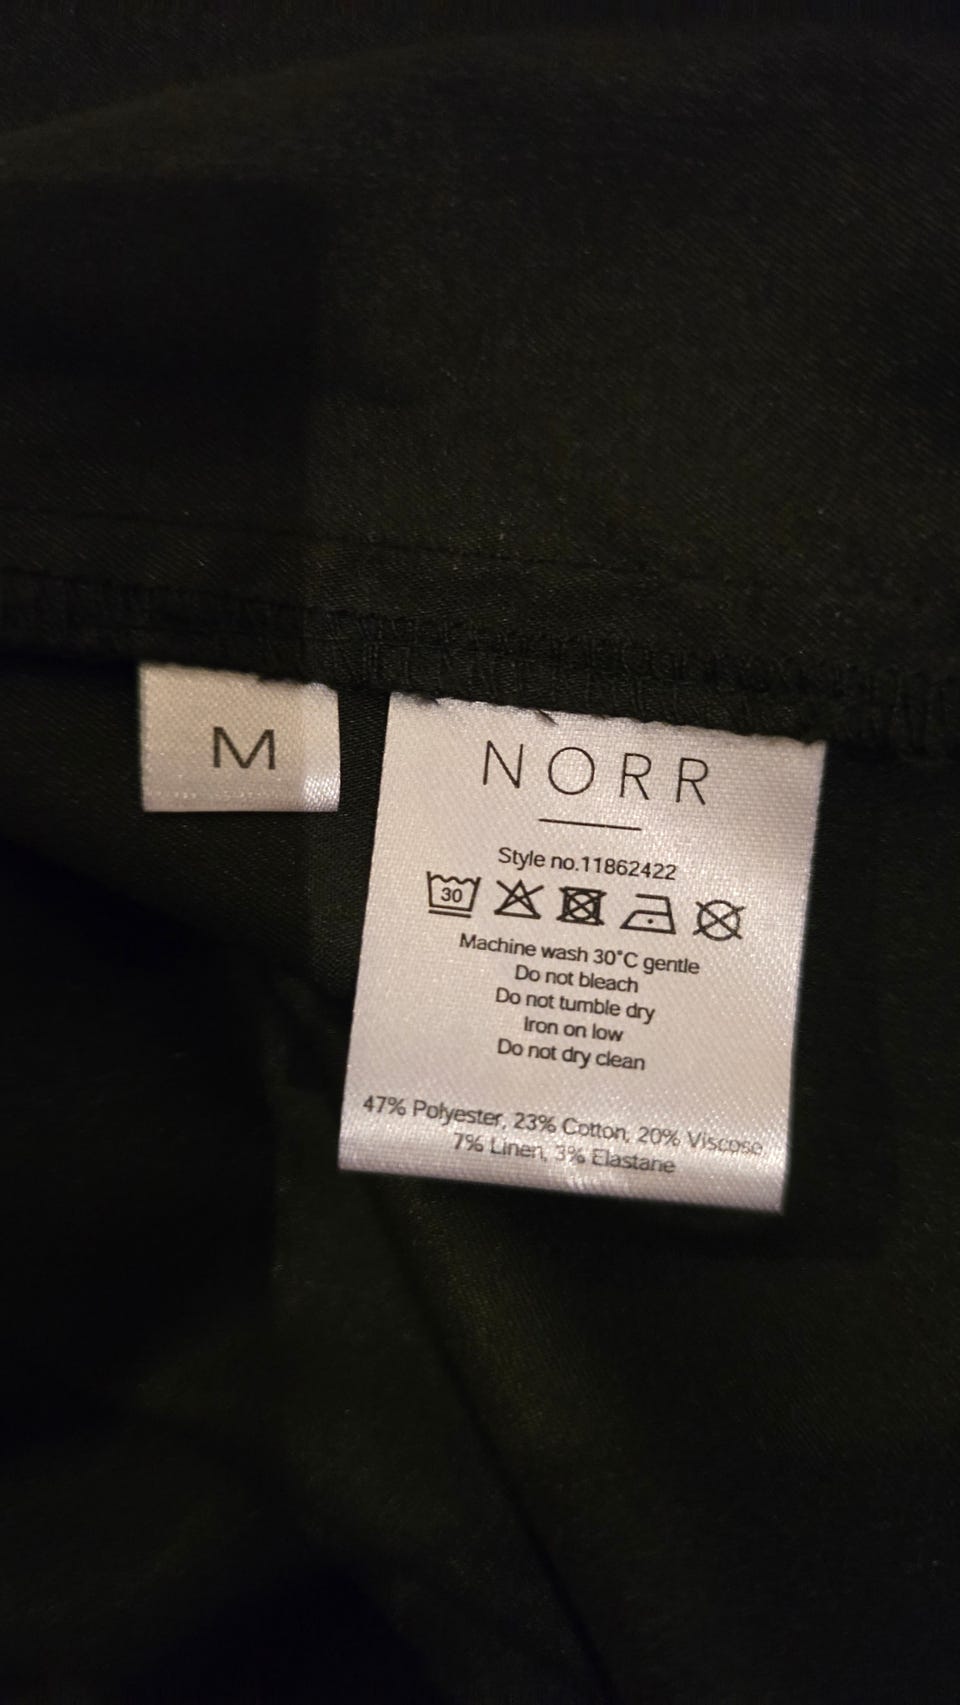 M
NORR
Style no.11862422
30
Machine wash 30°C gentle
Do not bleach
Do not tumble dry
Iron on low
Do not dry clean
47% Polyester, 23% Cotton, 20% Viscose,
7% Linen, 3% Elastane